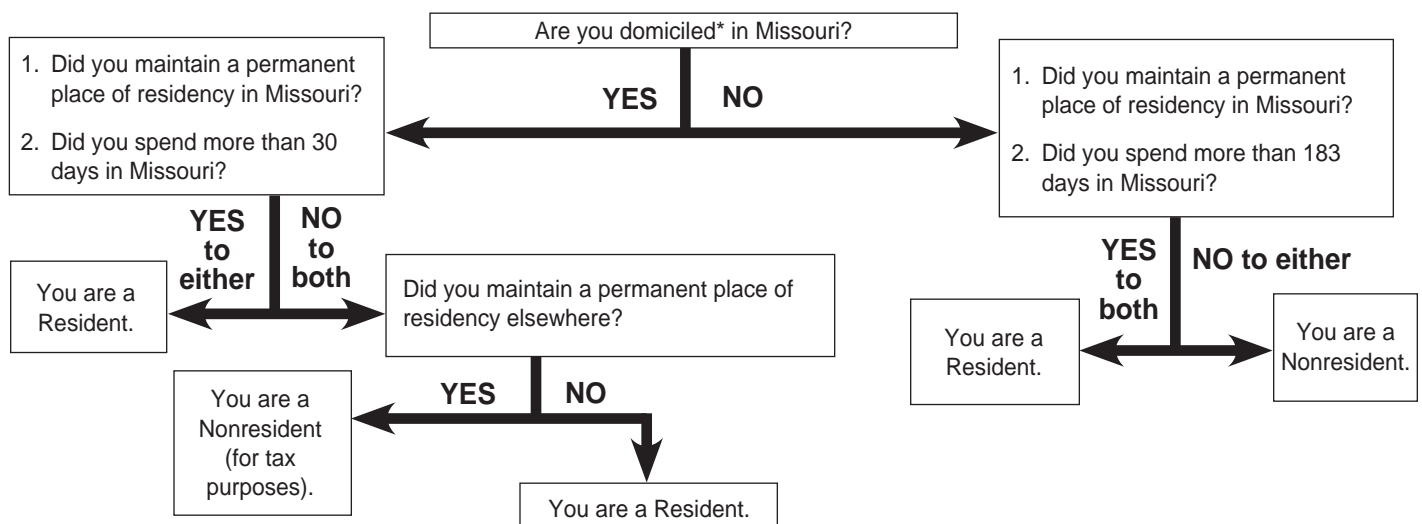 Are you domiciled* in Missouri?
YES
NO
1. Did you maintain a permanent
place of residency in Missouri?
2. Did you spend more than 30
days in Missouri?
YES
to
either
NO
to
both
You are a
Resident.
Did you maintain a permanent place of
residency elsewhere?
YES
NO
You are a
Nonresident
(for tax
purposes).
You are a Resident.
1. Did you maintain a permanent
place of residency in Missouri?
2. Did you spend more than 183
days in Missouri?
YES
to
both
NO to either
You are a
Resident.
You are a
Nonresident.